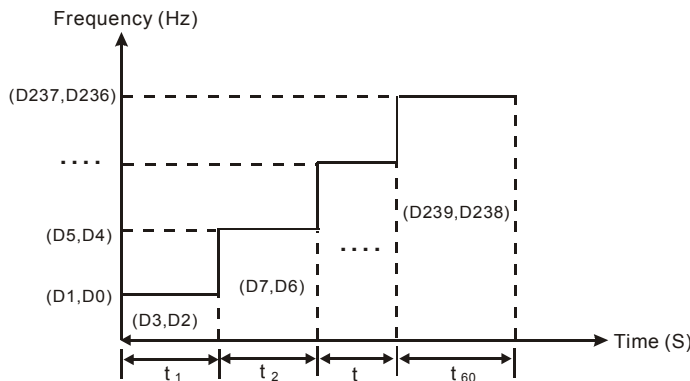 Frequency (Hz)
(D237,D236)
....
(D239,D238)
(D5,D4)
....
(D7,D6)
(D1,D0)
(D3,D2)
Time (S)
t1
t2
t
t60